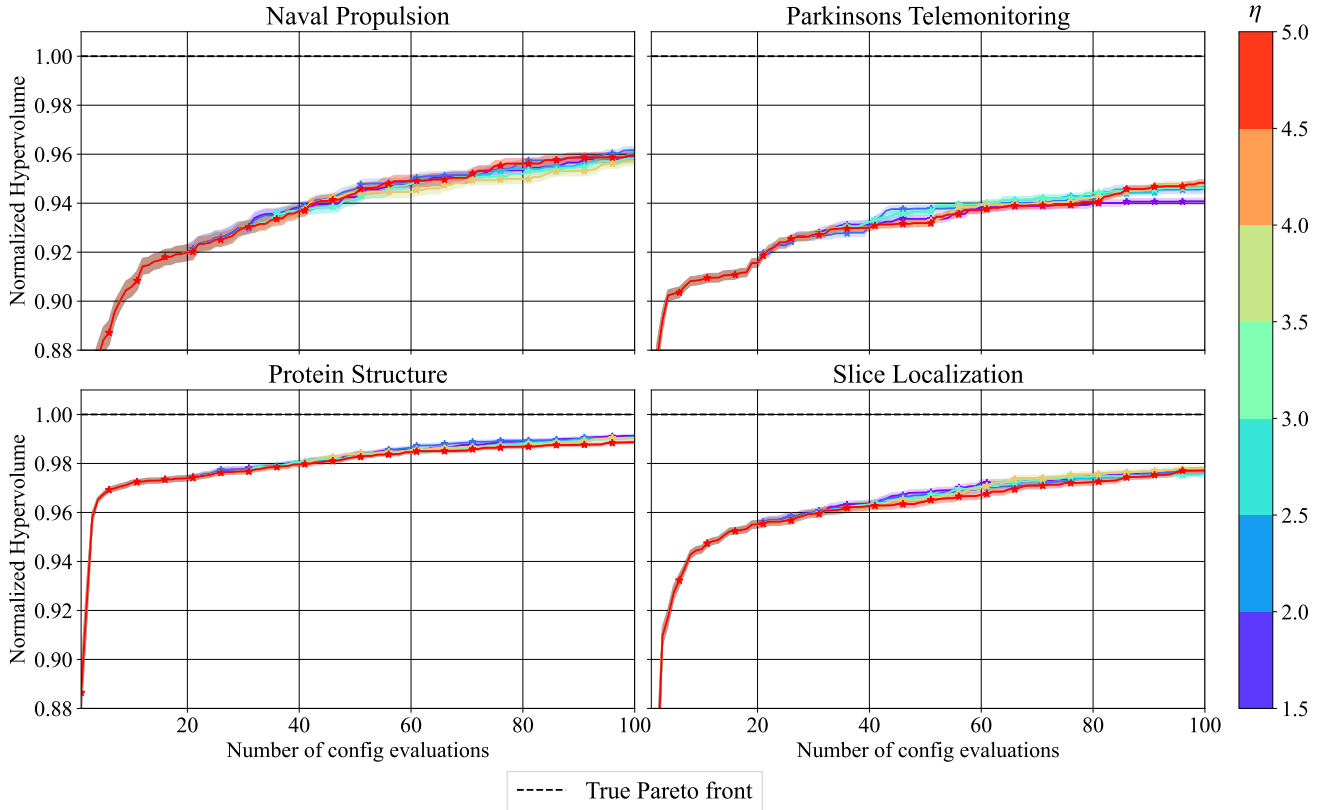 Naval Propulsion
Parkinsons Telemonitoring
η
Normalized Hypervolume
1.00
0.98
0.96
0.94
0.92
0.90
0.88
5.0
4.5
4.0
3.5
3.0
2.5
2.0
1.5
Protein Structure
Slice Localization
Normalized Hypervolume
1.00
0.98
0.96
0.94
0.92
0.90
0.88
20 40 60 80 100
20 40 60 80 100
Number of config evaluations
Number of config evaluations
True Pareto front